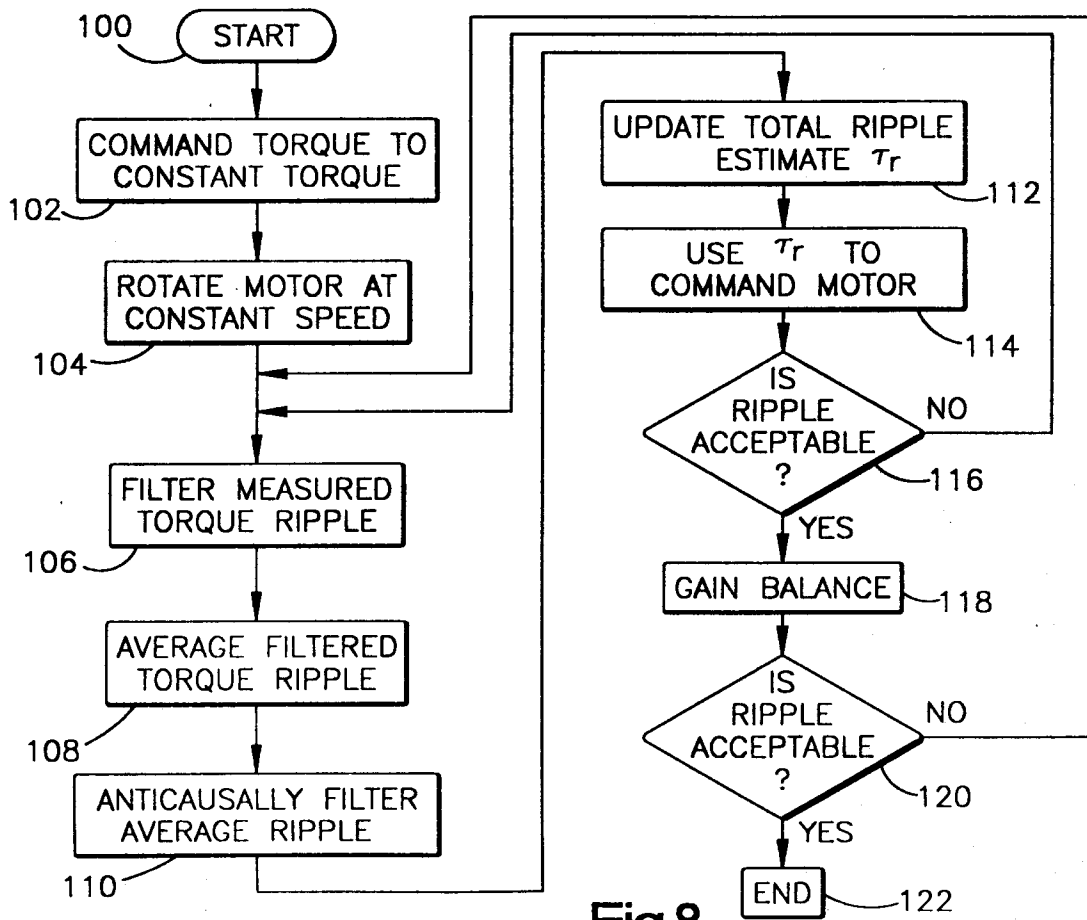 100
START
COMMAND TORQUE TO
CONSTANT TORQUE
102
ROTATE MOTOR AT
CONSTANT SPEED
104
FILTER MEASURED
TORQUE RIPPLE
106
AVERAGE FILTERED
TORQUE RIPPLE
108
ANTICAUSALLY FILTER
AVERAGE RIPPLE
110
UPDATE TOTAL RIPPLE
ESTIMATE τr
112
USE τr TO
COMMAND MOTOR
114
IS
RIPPLE
ACCEPTABLE
?
NO
116
YES
GAIN BALANCE
118
IS
RIPPLE
ACCEPTABLE
?
NO
120
YES
END
122